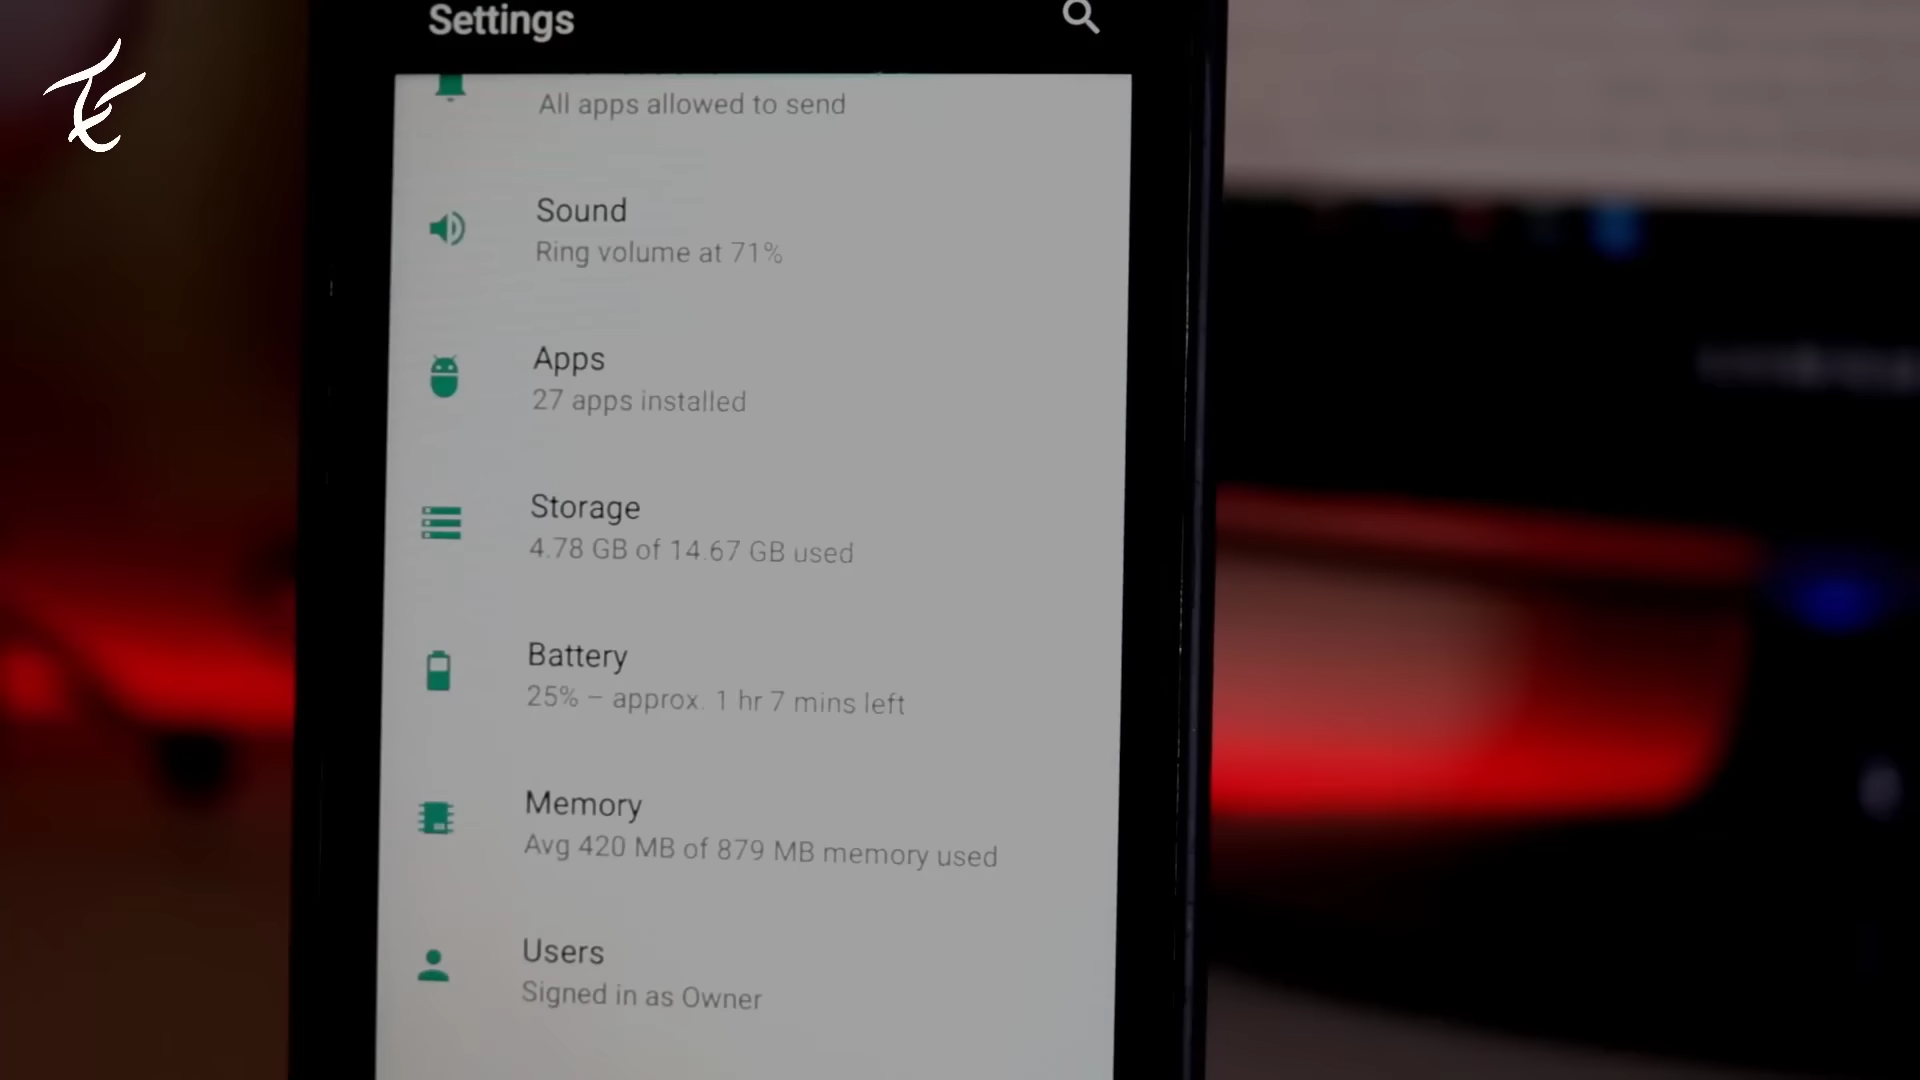 Settings
All apps allowed to send
Sound
Ring volume at 71%
Apps
27 apps installed
Storage
4.78 GB of 14.67 GB used
Battery
25% – approx. 1 hr 7 mins left
Memory
Avg 420 MB of 879 MB memory used
Users
Signed in as Owner